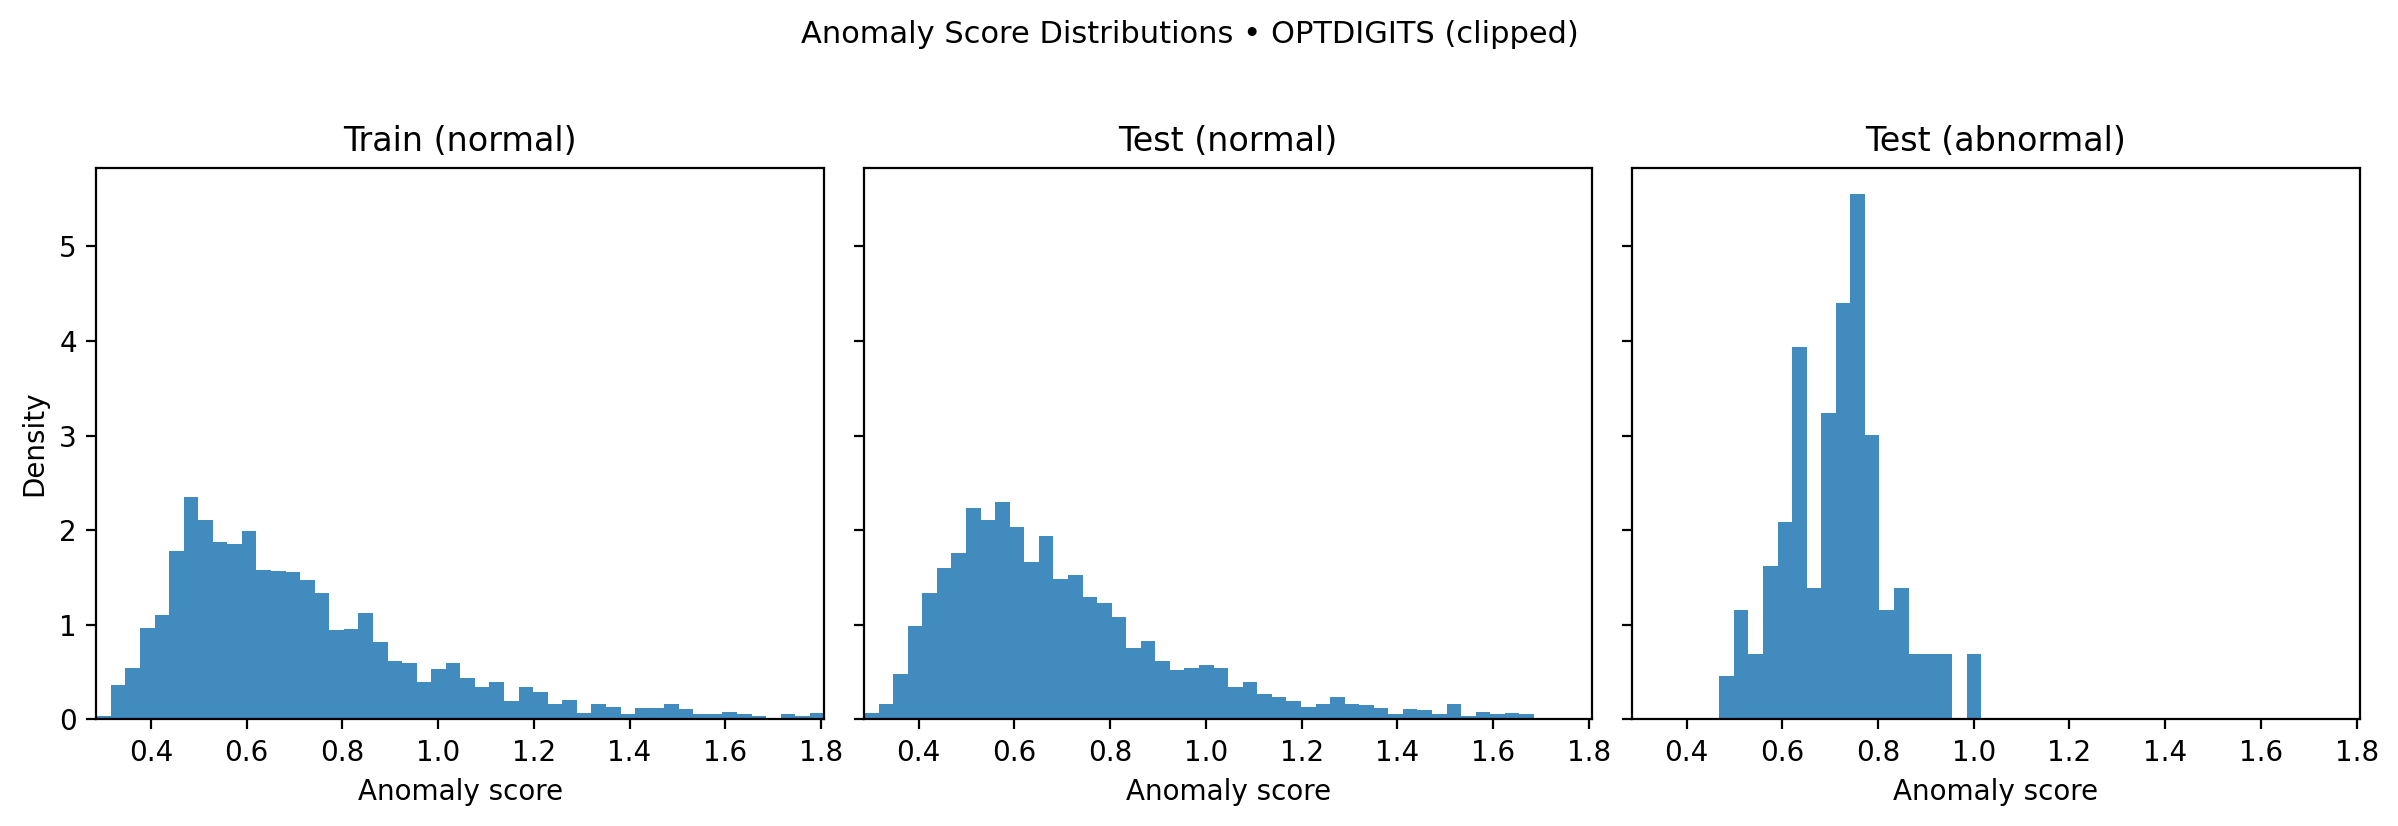 Anomaly Score Distributions • OPTDIGITS (clipped)
Train (normal)
Test (normal)
Test (abnormal)
Density
5
4
3
2
1
0
0.4 0.6 0.8 1.0 1.2 1.4 1.6 1.8
0.4 0.6 0.8 1.0 1.2 1.4 1.6 1.8
0.4 0.6 0.8 1.0 1.2 1.4 1.6 1.8
Anomaly score
Anomaly score
Anomaly score